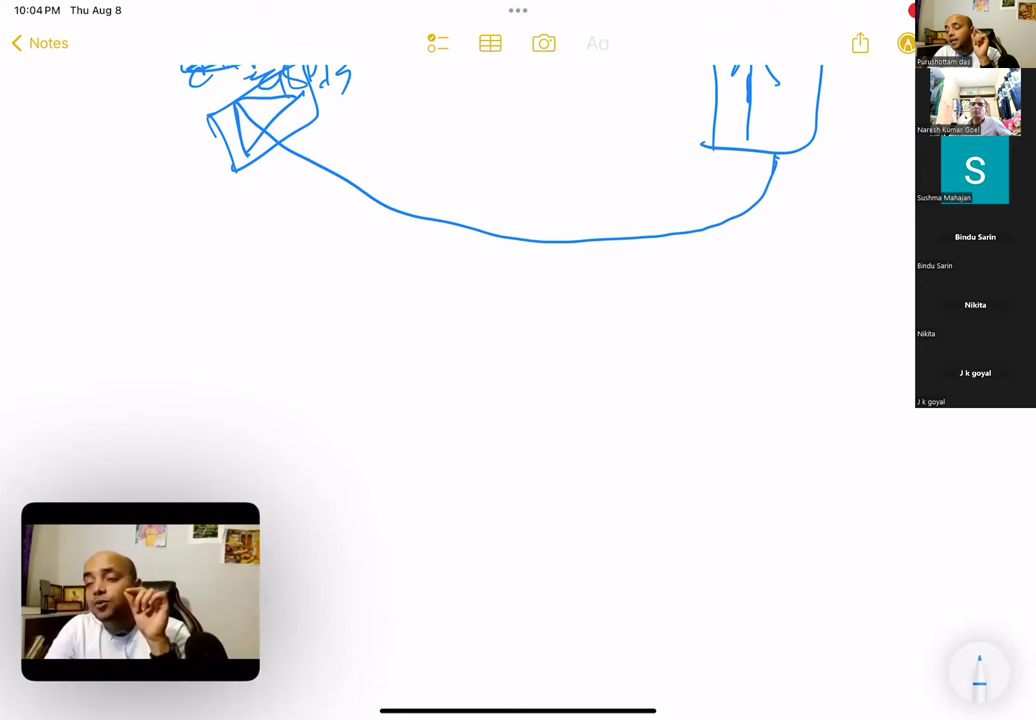 10:04 PM Thu Aug 8
Notes
Aa
Purushottam das
Naresh Kumar Goel
S
Sushma Mahajan
Bindu Sarin
Bindu Sarin
Nikita
Nikita
J k goyal
J k goyal